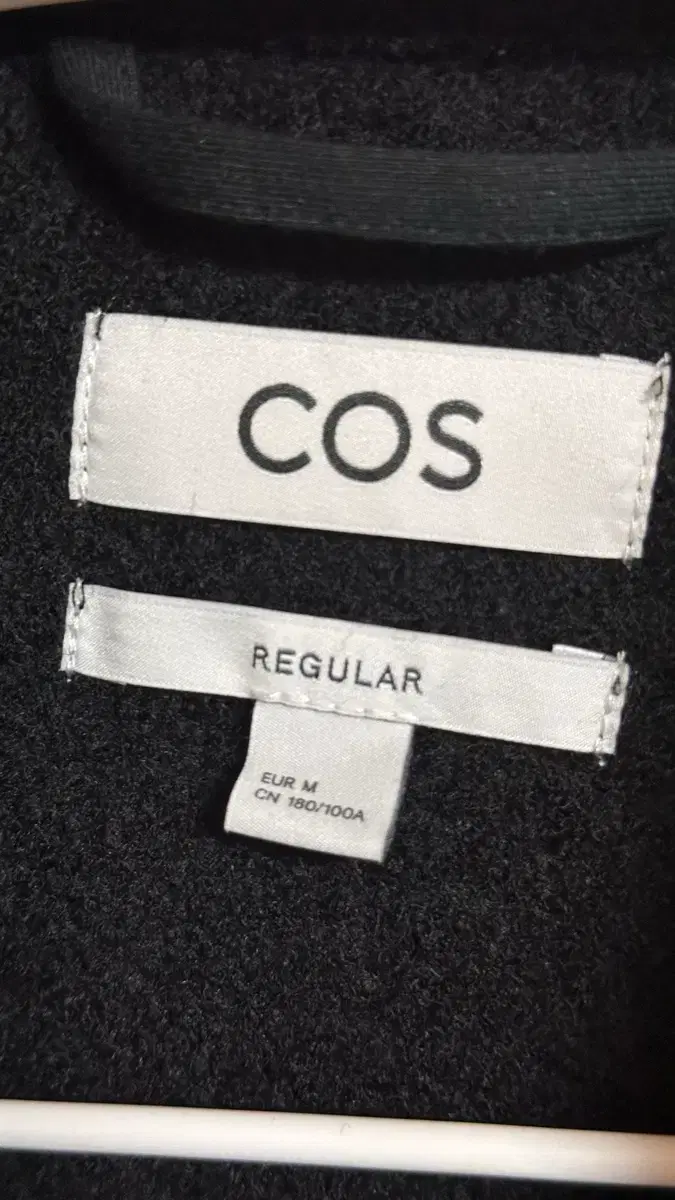 COS
REGULAR
EUR M
CN 180/100A